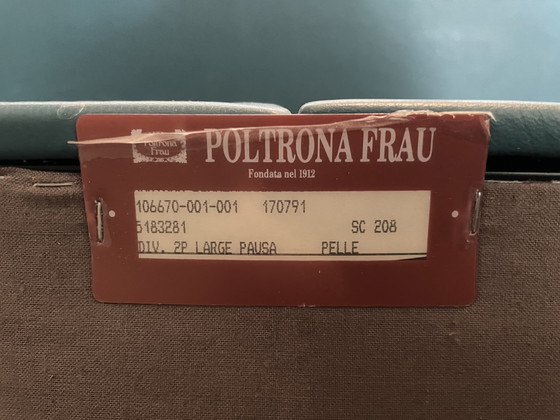 Poltrona
Frau
POLTRONA FRAU
Fondata nel 1912
106670-001-001 170791
5183281 SC 208
DIV. 2P LARGE PAUSA PELLE